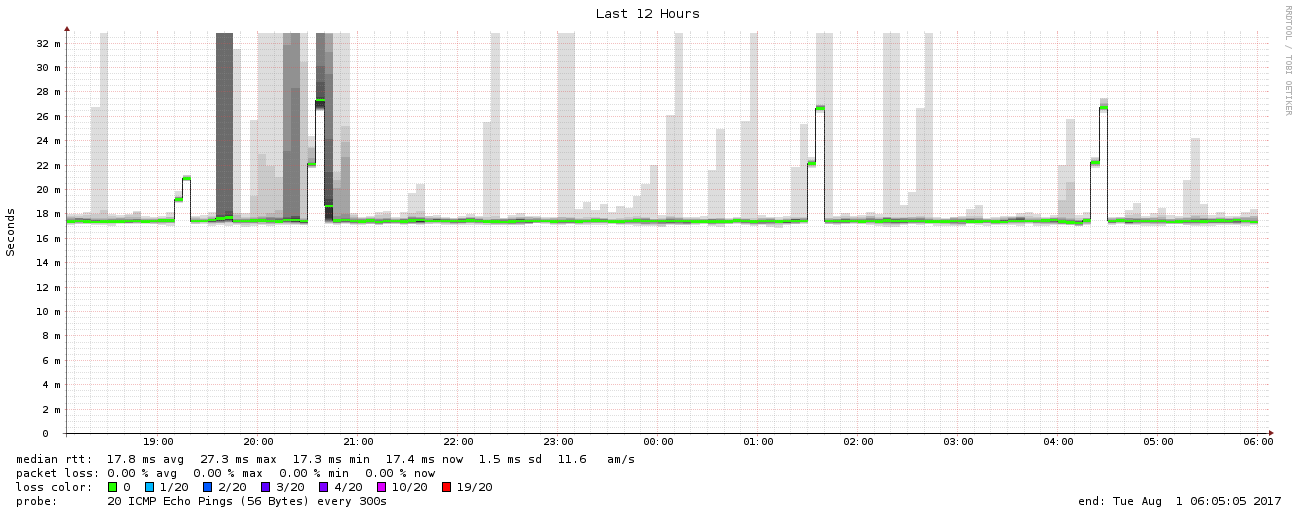 Last 12 Hours
RRDTOOL / TOBI OETIKER
Seconds
32 m
30 m
28 m
26 m
24 m
22 m
20 m
18 m
16 m
14 m
12 m
10 m
8 m
6 m
4 m
2 m
0
19:00 20:00 21:00 22:00 23:00 00:00 01:00 02:00 03:00 04:00 05:00 06:00
median rtt: 17.8 ms avg 27.3 ms max 17.3 ms min 17.4 ms now 1.5 ms sd 11.6 am/s
packet loss: 0.00 % avg 0.00 % max 0.00 % min 0.00 % now
loss color: 0 1/20 2/20 3/20 4/20 10/20 19/20
probe: 20 ICMP Echo Pings (56 Bytes) every 300s end: Tue Aug 1 06:05:05 2017